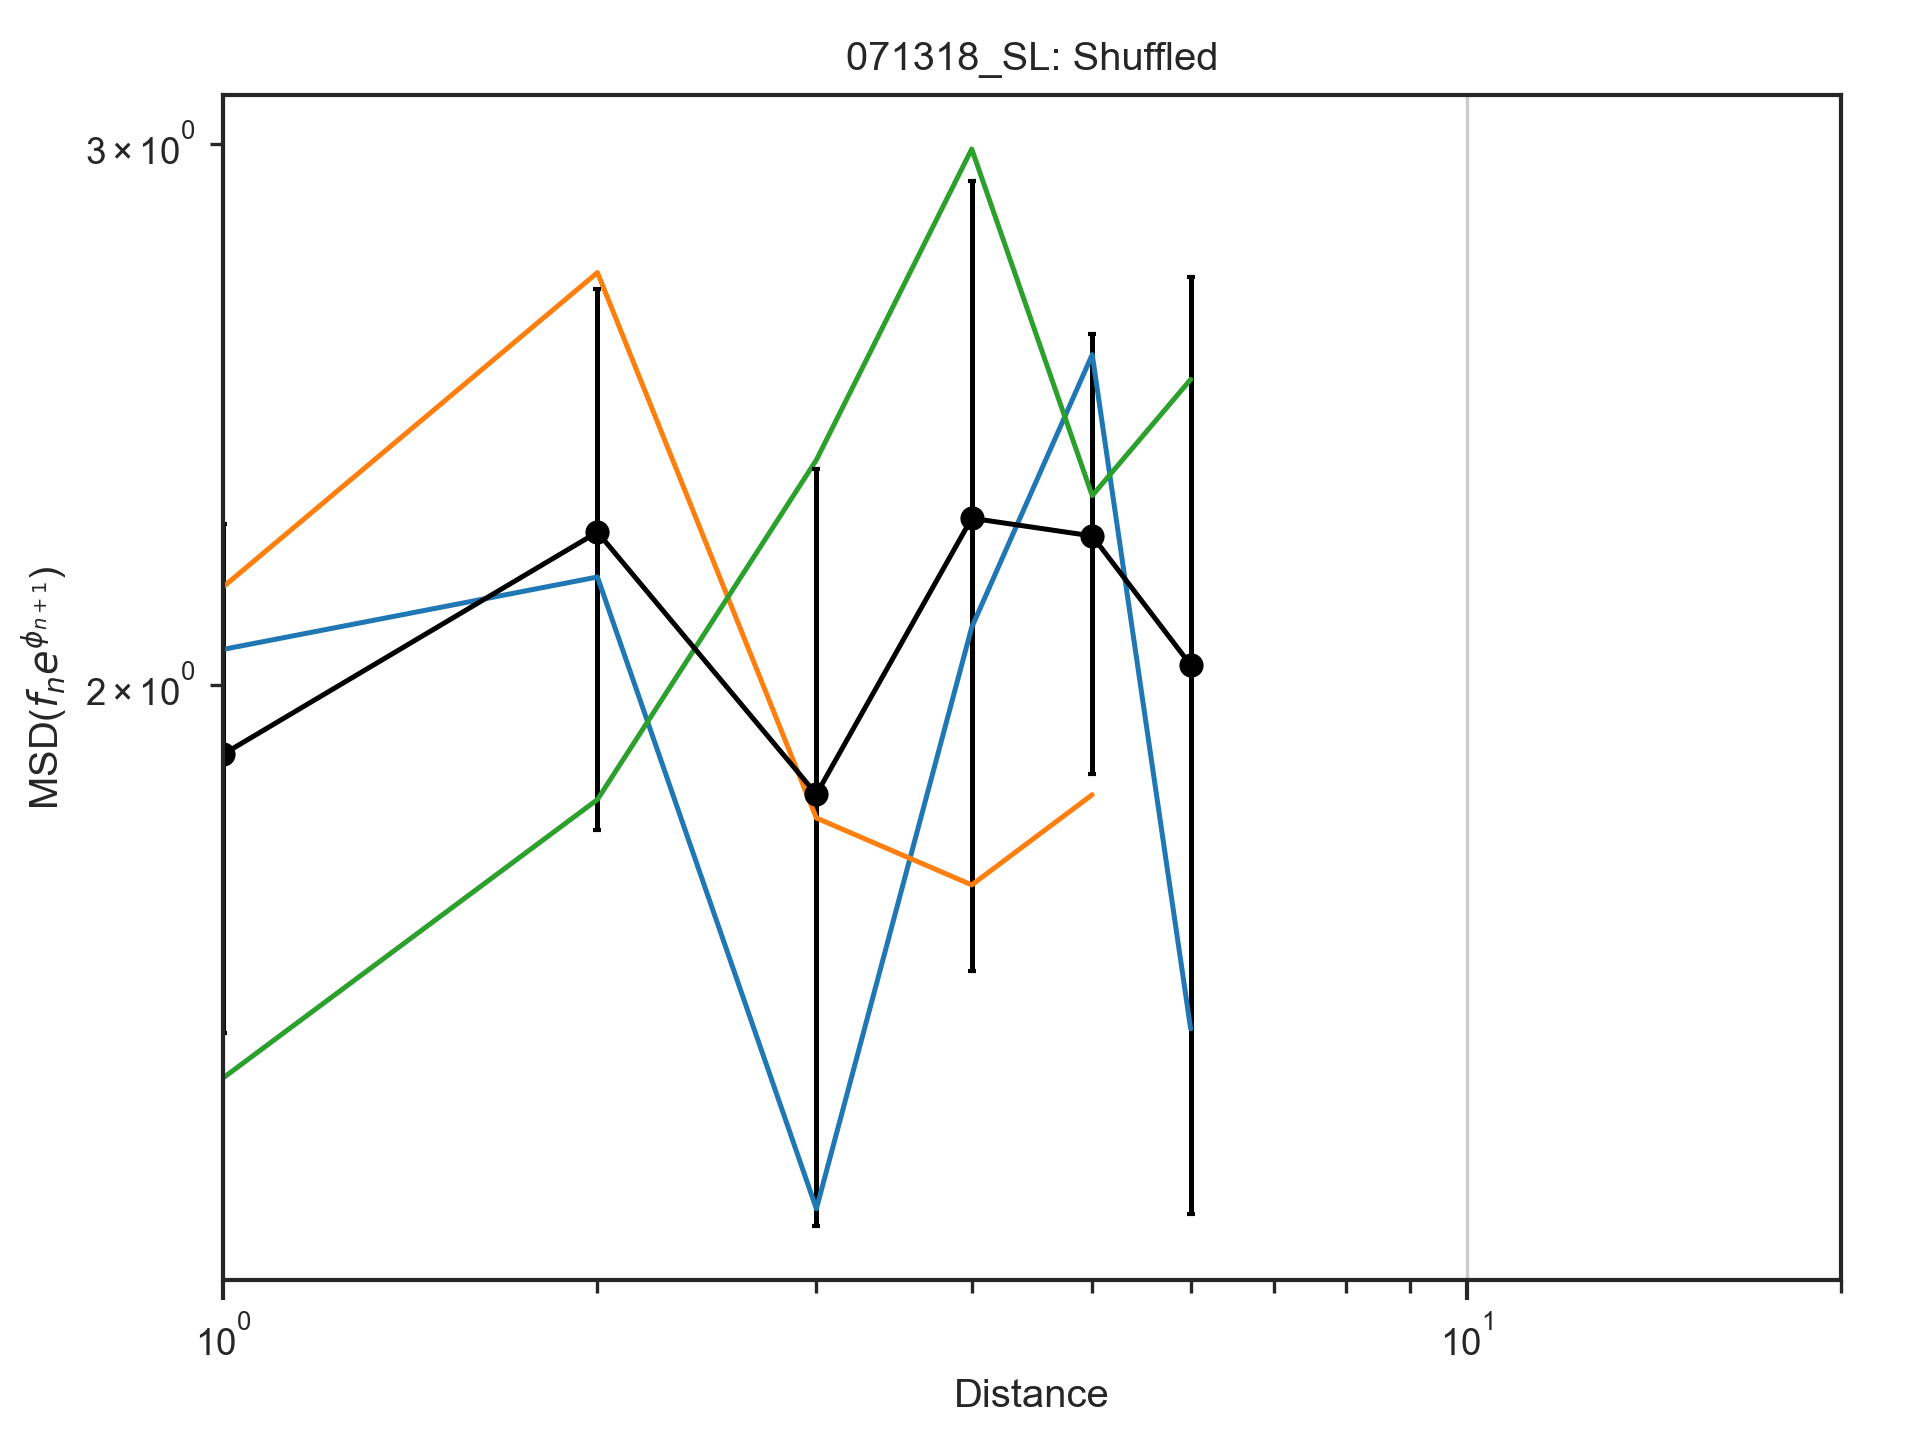 071318_SL: Shuffled
3 × 10⁰
2 × 10⁰
MSD(fₙe^ϕₙ₊₁)
10⁰ 10¹
Distance